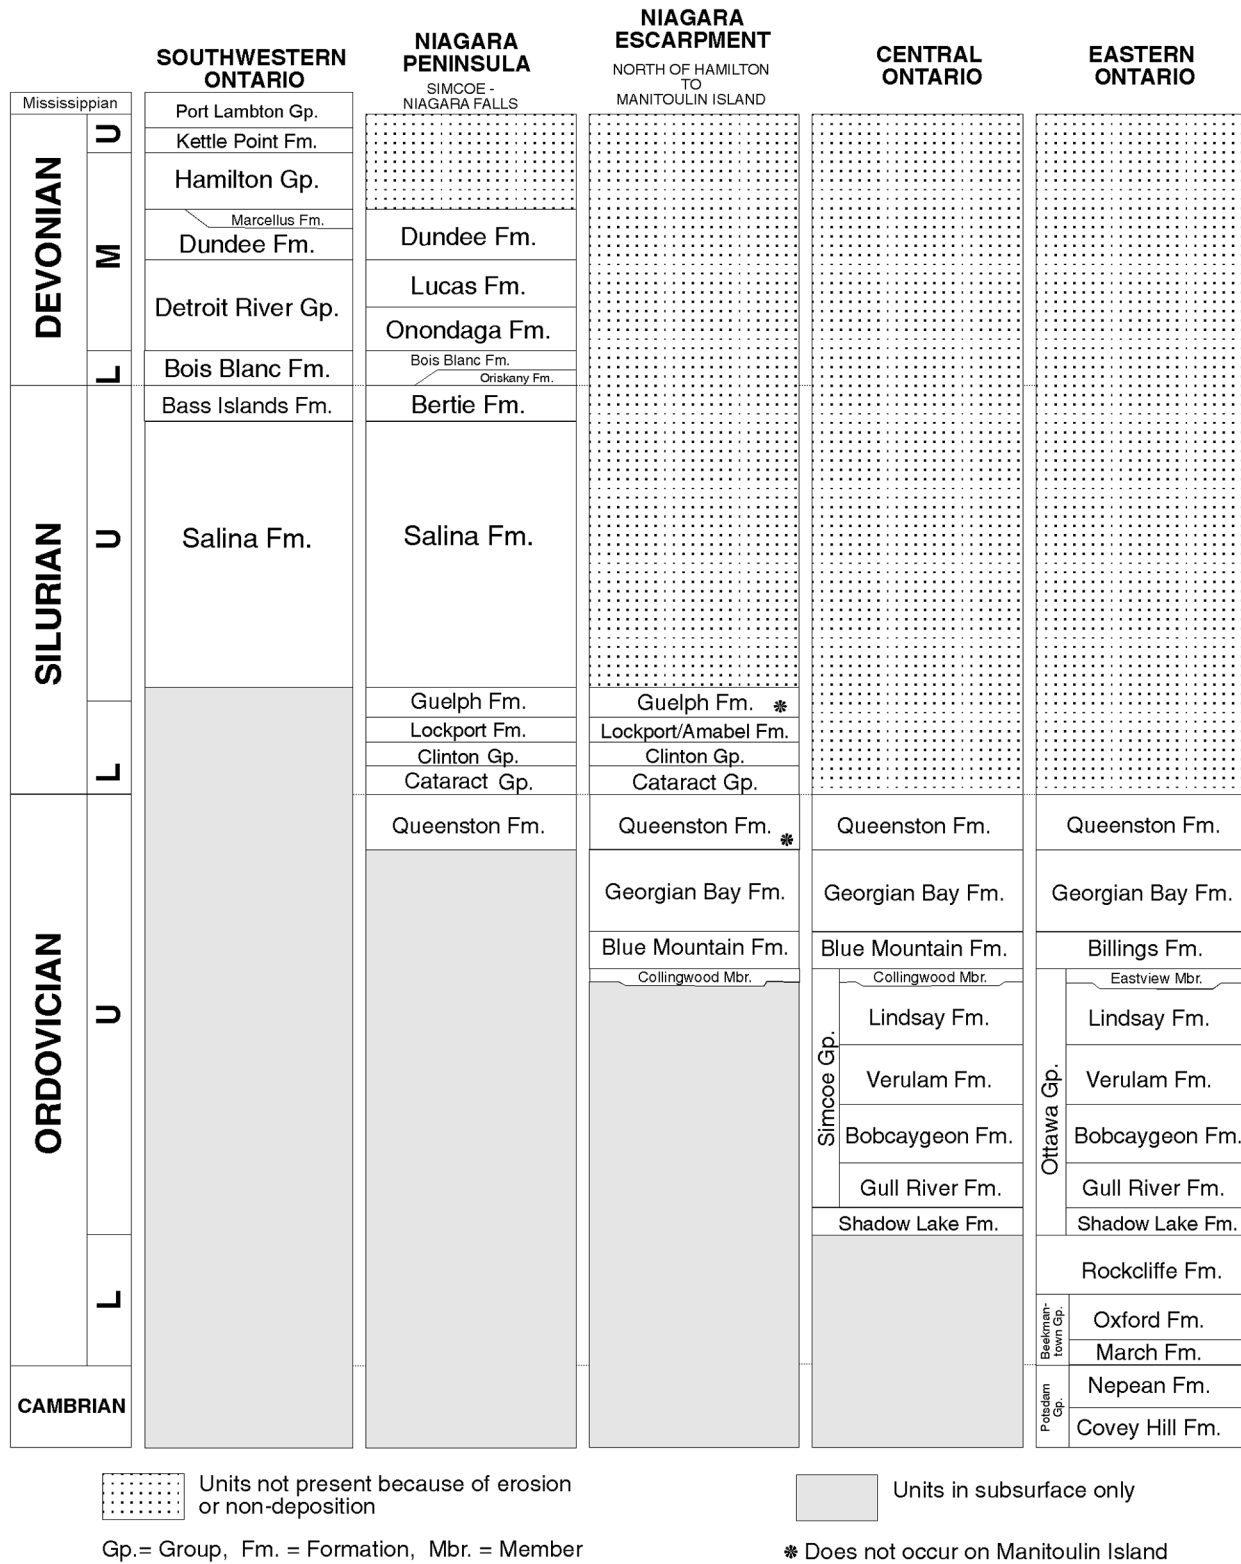 SOUTHWESTERN
ONTARIO
NIAGARA
PENINSULA
SIMCOE -
NIAGARA FALLS
NIAGARA
ESCARPMENT
NORTH OF HAMILTON
TO
MANITOULIN ISLAND
CENTRAL
ONTARIO
EASTERN
ONTARIO
Mississippian
DEVONIAN
U
M
L
SILURIAN
U
L
ORDOVICIAN
U
L
CAMBRIAN
Port Lambton Gp.
Kettle Point Fm.
Hamilton Gp.
Marcellus Fm.
Dundee Fm.
Detroit River Gp.
Bois Blanc Fm.
Bass Islands Fm.
Salina Fm.
Dundee Fm.
Lucas Fm.
Onondaga Fm.
Bois Blanc Fm.
Oriskany Fm.
Bertie Fm.
Salina Fm.
Guelph Fm.
Lockport Fm.
Clinton Gp.
Cataract Gp.
Queenston Fm.
Guelph Fm. *
Lockport/Amabel Fm.
Clinton Gp.
Cataract Gp.
Queenston Fm. *
Georgian Bay Fm.
Blue Mountain Fm.
Collingwood Mbr.
Queenston Fm.
Georgian Bay Fm.
Blue Mountain Fm.
Simcoe Gp.
Collingwood Mbr.
Lindsay Fm.
Verulam Fm.
Bobcaygeon Fm.
Gull River Fm.
Shadow Lake Fm.
Queenston Fm.
Georgian Bay Fm.
Billings Fm.
Ottawa Gp.
Eastview Mbr.
Lindsay Fm.
Verulam Fm.
Bobcaygeon Fm.
Gull River Fm.
Shadow Lake Fm.
Rockcliffe Fm.
Beekman-
town Gp.
Oxford Fm.
March Fm.
Potsdam
Gp.
Nepean Fm.
Covey Hill Fm.
Units not present because of erosion
or non-deposition
Units in subsurface only
Gp.= Group, Fm. = Formation, Mbr. = Member
* Does not occur on Manitoulin Island